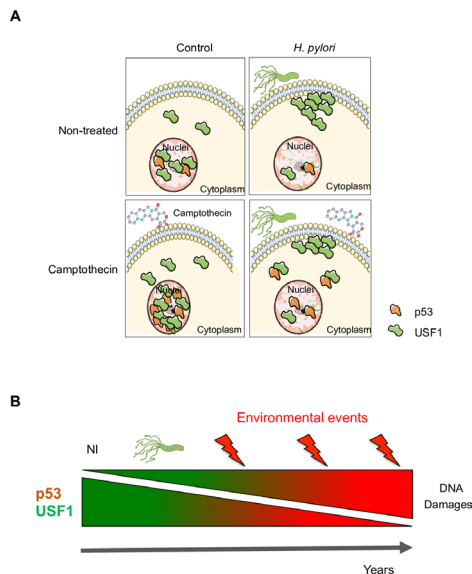 A
Control
H. pylori
Non-treated
Nuclei
Cytoplasm
Nuclei
Cytoplasm
Camptothecin
Camptothecin
Nuclei
Cytoplasm
Nuclei
Cytoplasm
p53
USF1
B
Environmental events
NI
p53
USF1
DNA
Damages
Years